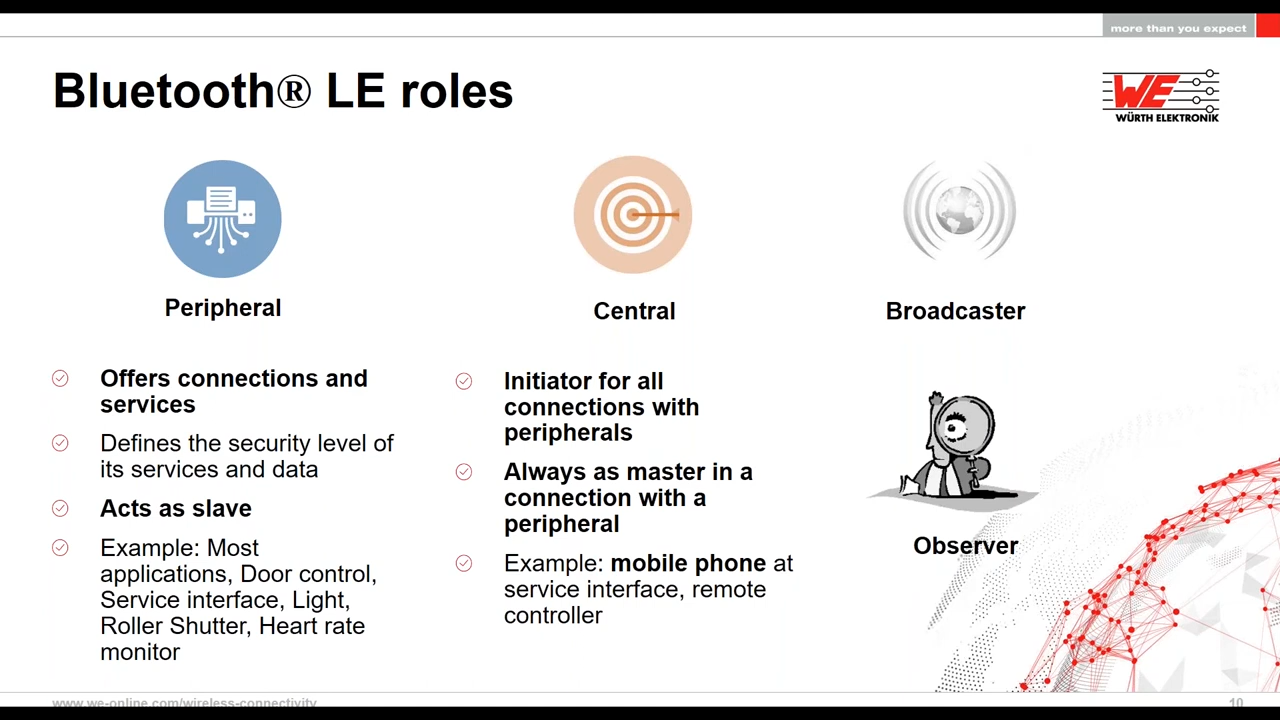 more than you expect
Bluetooth® LE roles
WE
WÜRTH ELEKTRONIK
Peripheral
Offers connections and
services
Defines the security level of
its services and data
Acts as slave
Example: Most
applications, Door control,
Service interface, Light,
Roller Shutter, Heart rate
monitor
Central
Initiator for all
connections with
peripherals
Always as master in a
connection with a
peripheral
Example: mobile phone at
service interface, remote
controller
Broadcaster
Observer
www.we-online.com/wireless-connectivity
10